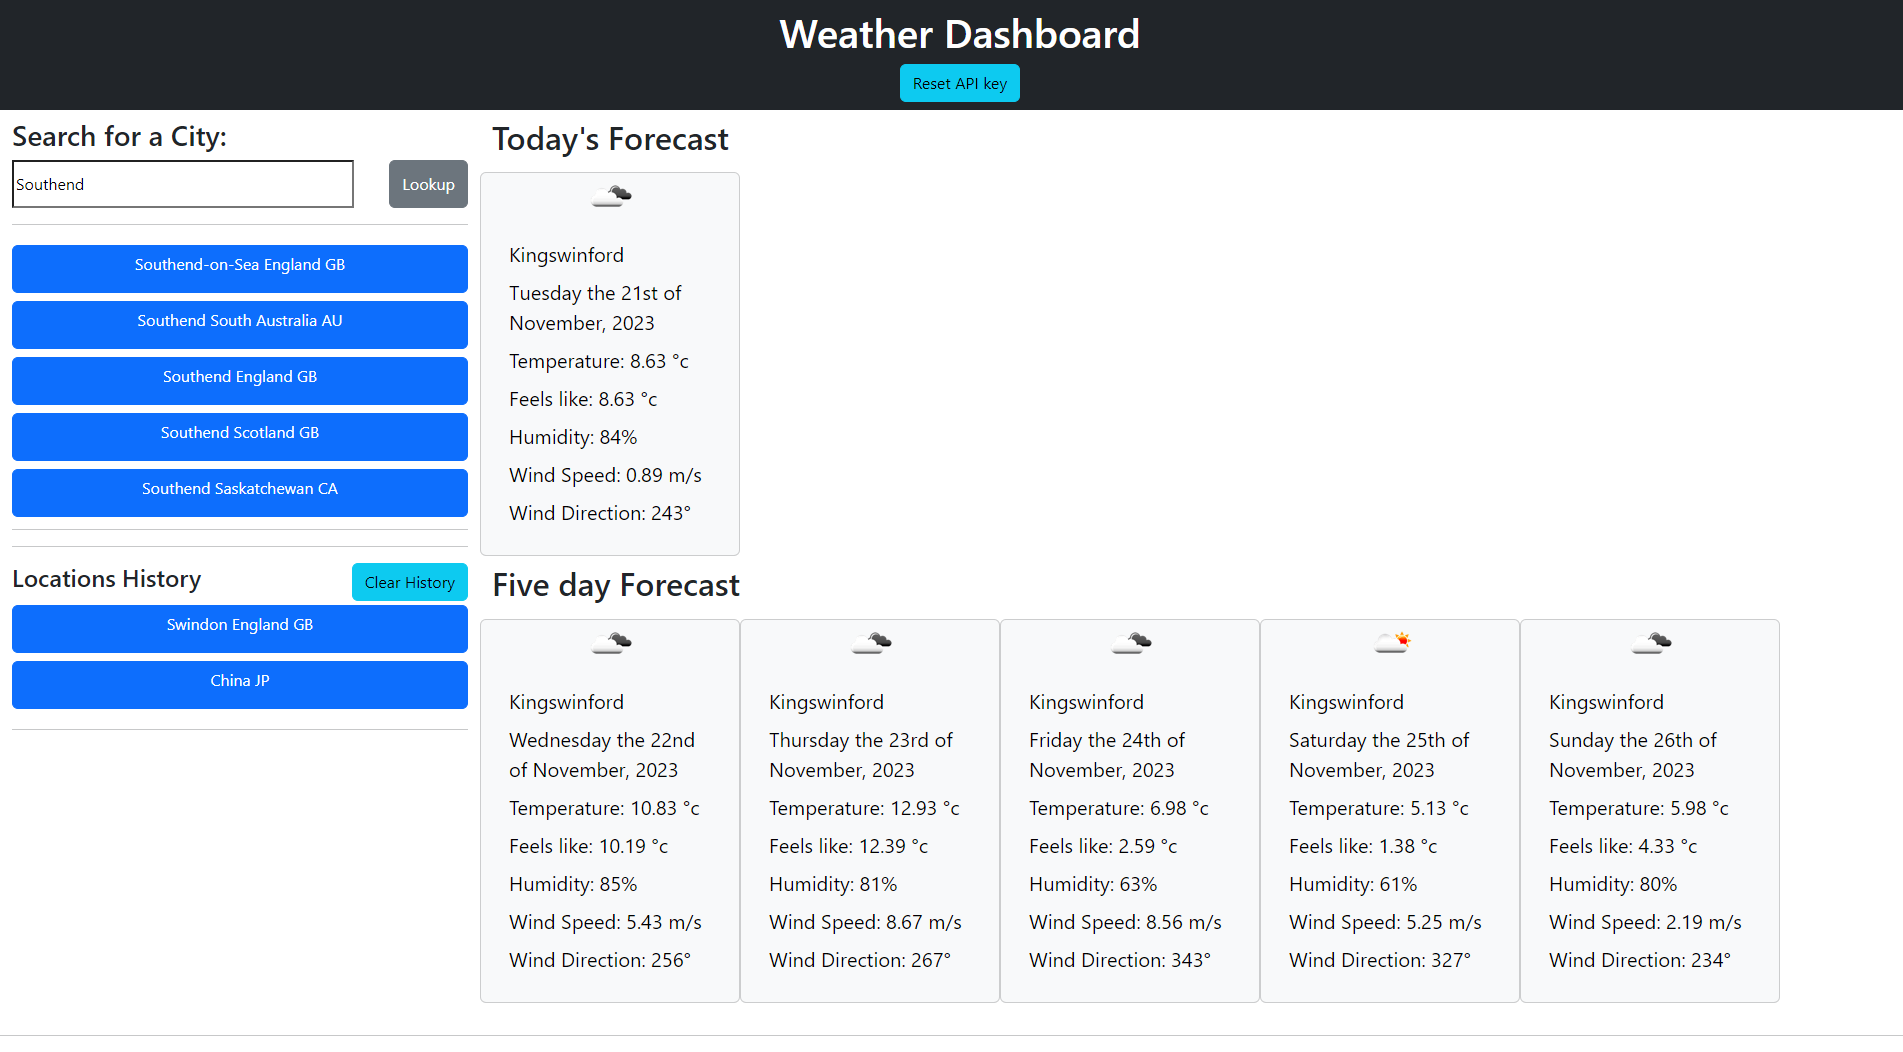 Weather Dashboard
Reset API key
Search for a City:
Southend
Lookup
Southend-on-Sea England GB
Southend South Australia AU
Southend England GB
Southend Scotland GB
Southend Saskatchewan CA
Locations History
Clear History
Swindon England GB
China JP
Today's Forecast
Kingswinford
Tuesday the 21st of
November, 2023
Temperature: 8.63 °c
Feels like: 8.63 °c
Humidity: 84%
Wind Speed: 0.89 m/s
Wind Direction: 243°
Five day Forecast
Kingswinford
Wednesday the 22nd
of November, 2023
Temperature: 10.83 °c
Feels like: 10.19 °c
Humidity: 85%
Wind Speed: 5.43 m/s
Wind Direction: 256°
Kingswinford
Thursday the 23rd of
November, 2023
Temperature: 12.93 °c
Feels like: 12.39 °c
Humidity: 81%
Wind Speed: 8.67 m/s
Wind Direction: 267°
Kingswinford
Friday the 24th of
November, 2023
Temperature: 6.98 °c
Feels like: 2.59 °c
Humidity: 63%
Wind Speed: 8.56 m/s
Wind Direction: 343°
Kingswinford
Saturday the 25th of
November, 2023
Temperature: 5.13 °c
Feels like: 1.38 °c
Humidity: 61%
Wind Speed: 5.25 m/s
Wind Direction: 327°
Kingswinford
Sunday the 26th of
November, 2023
Temperature: 5.98 °c
Feels like: 4.33 °c
Humidity: 80%
Wind Speed: 2.19 m/s
Wind Direction: 234°